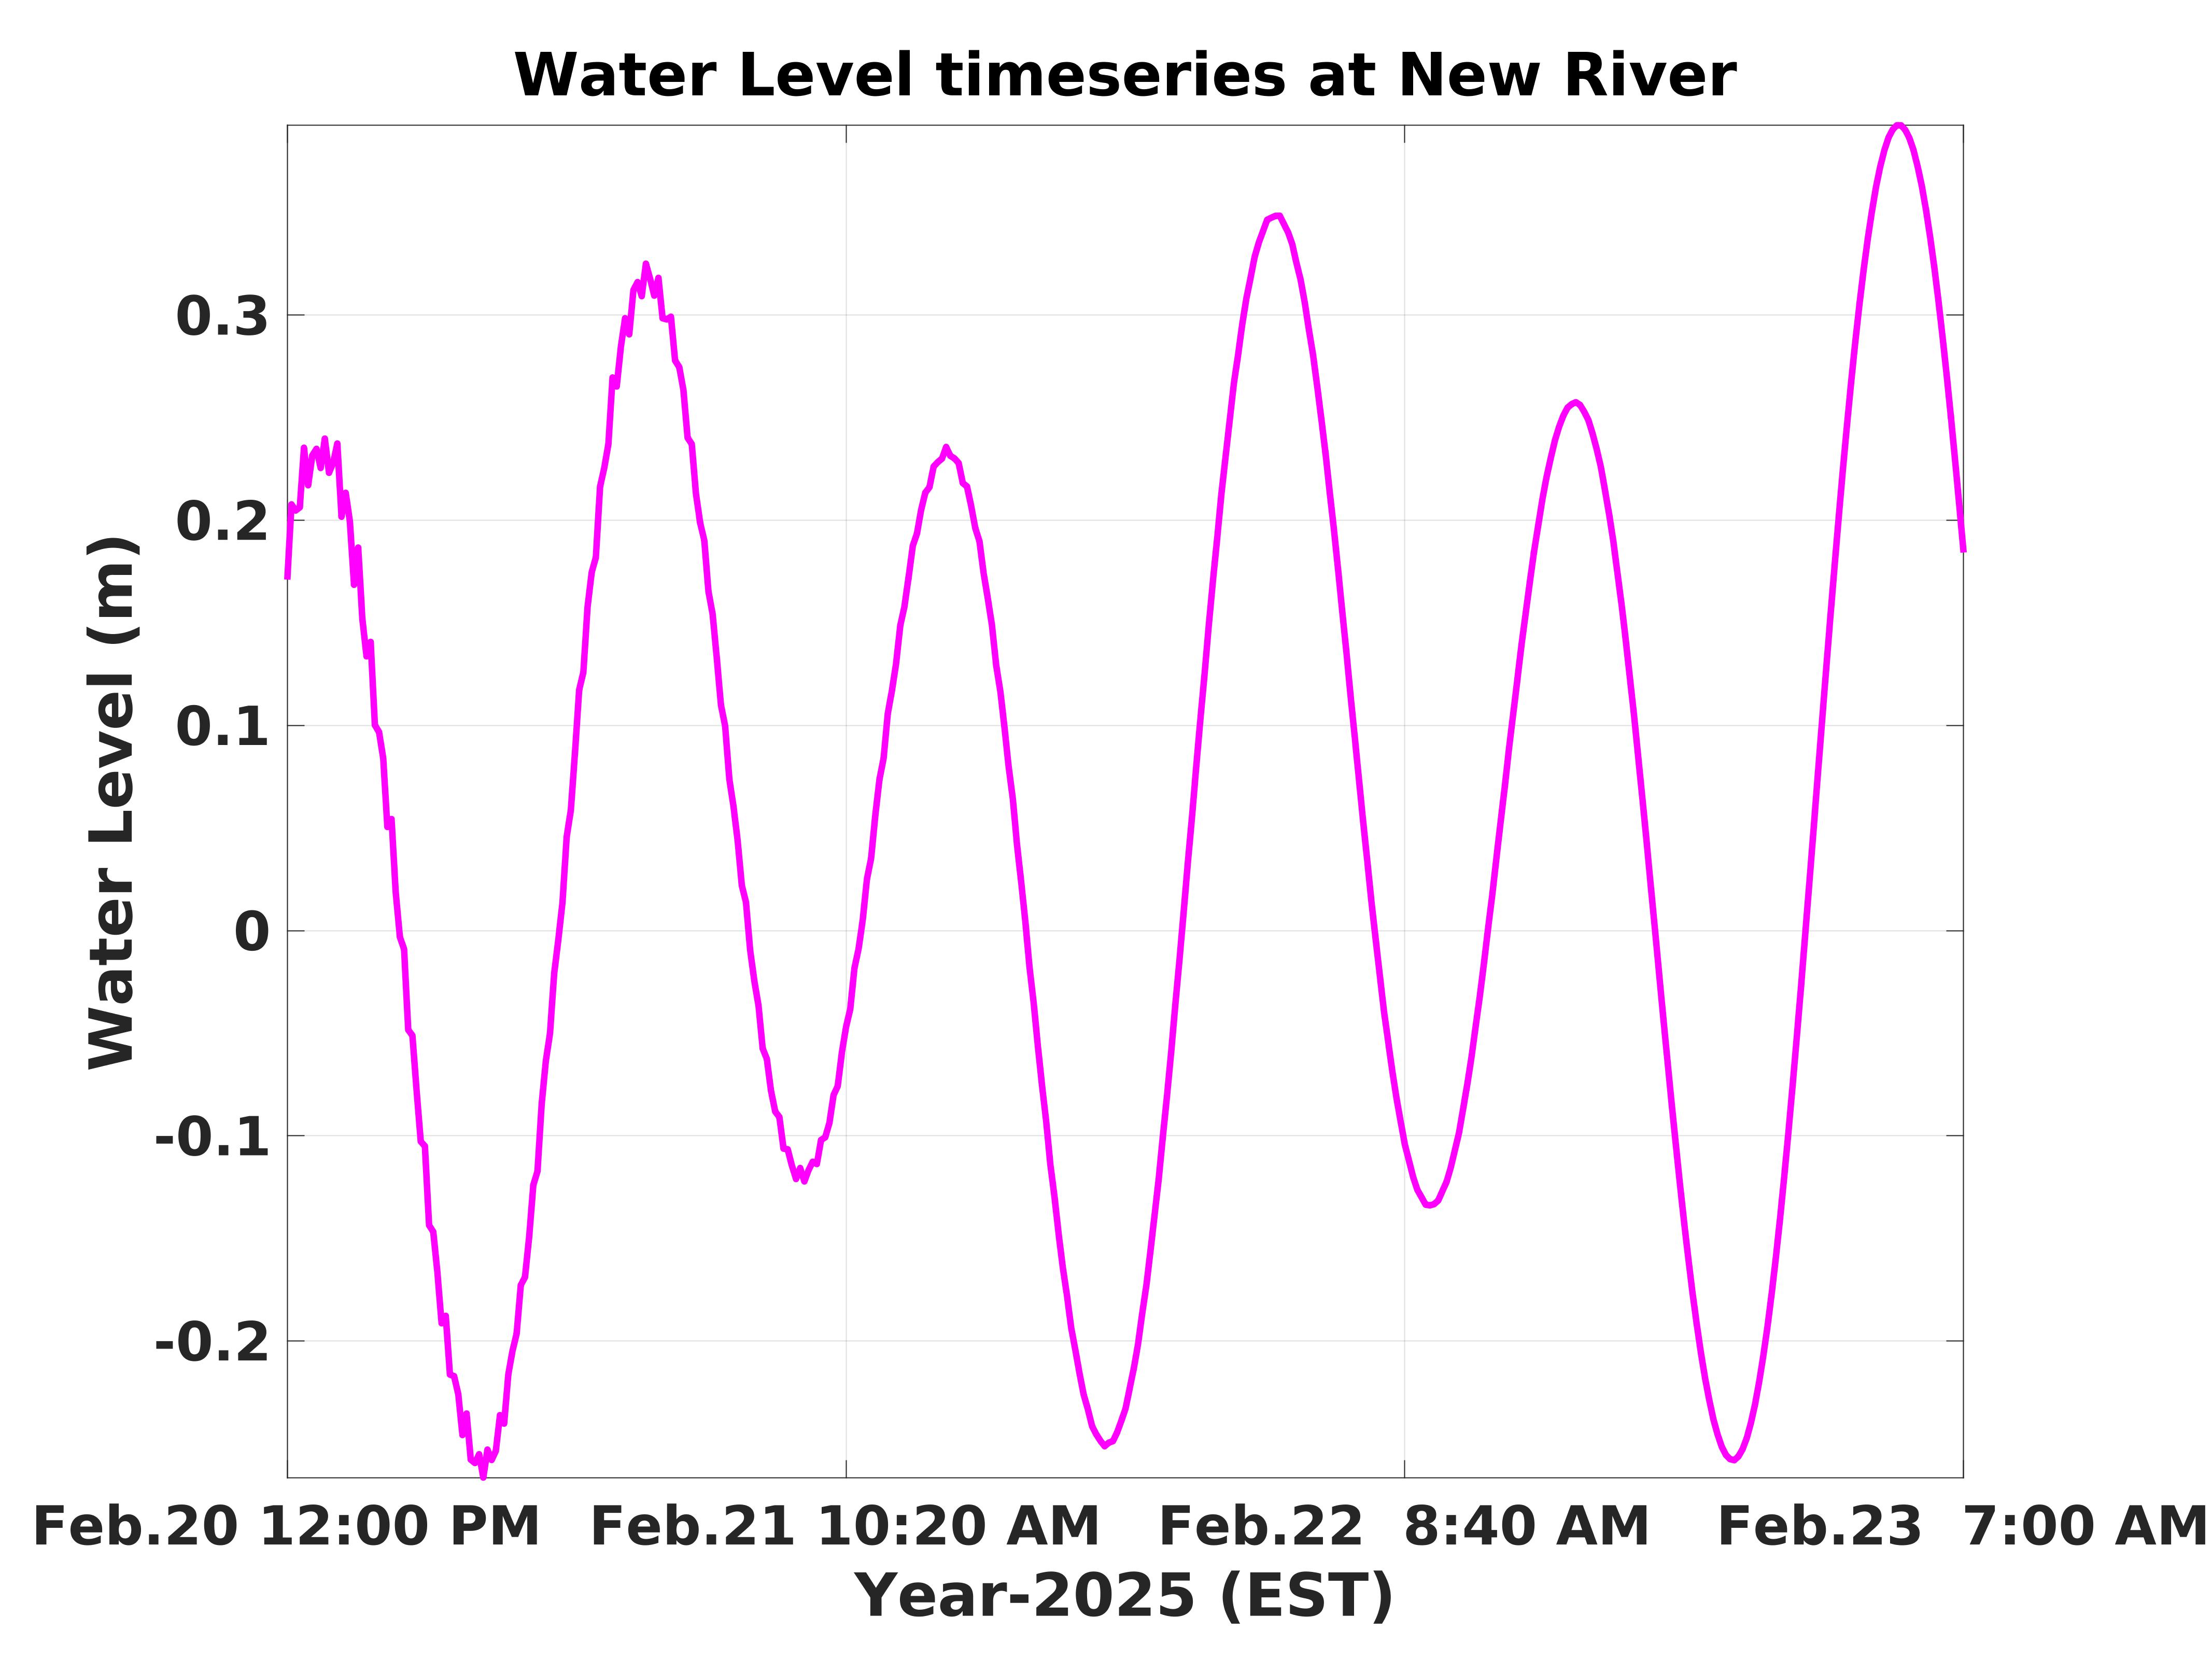 Water Level timeseries at New River
Water Level (m)
0.3
0.2
0.1
0
-0.1
-0.2
Feb.20 12:00 PM Feb.21 10:20 AM Feb.22 8:40 AM Feb.23 7:00 AM
Year-2025 (EST)